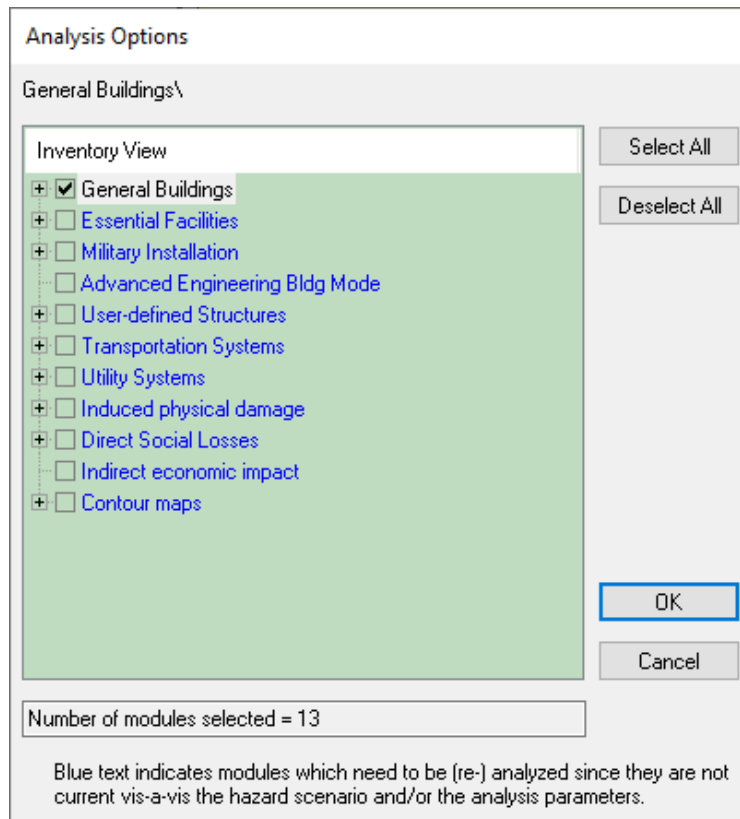 Analysis Options
General Buildings\
Inventory View
Select All
General Buildings
Deselect All
Essential Facilities
Military Installation
Advanced Engineering Bldg Mode
User-defined Structures
Transportation Systems
Utility Systems
Induced physical damage
Direct Social Losses
Indirect economic impact
Contour maps
OK
Cancel
Number of modules selected = 13
Blue text indicates modules which need to be (re-) analyzed since they are not
current vis-a-vis the hazard scenario and/or the analysis parameters.